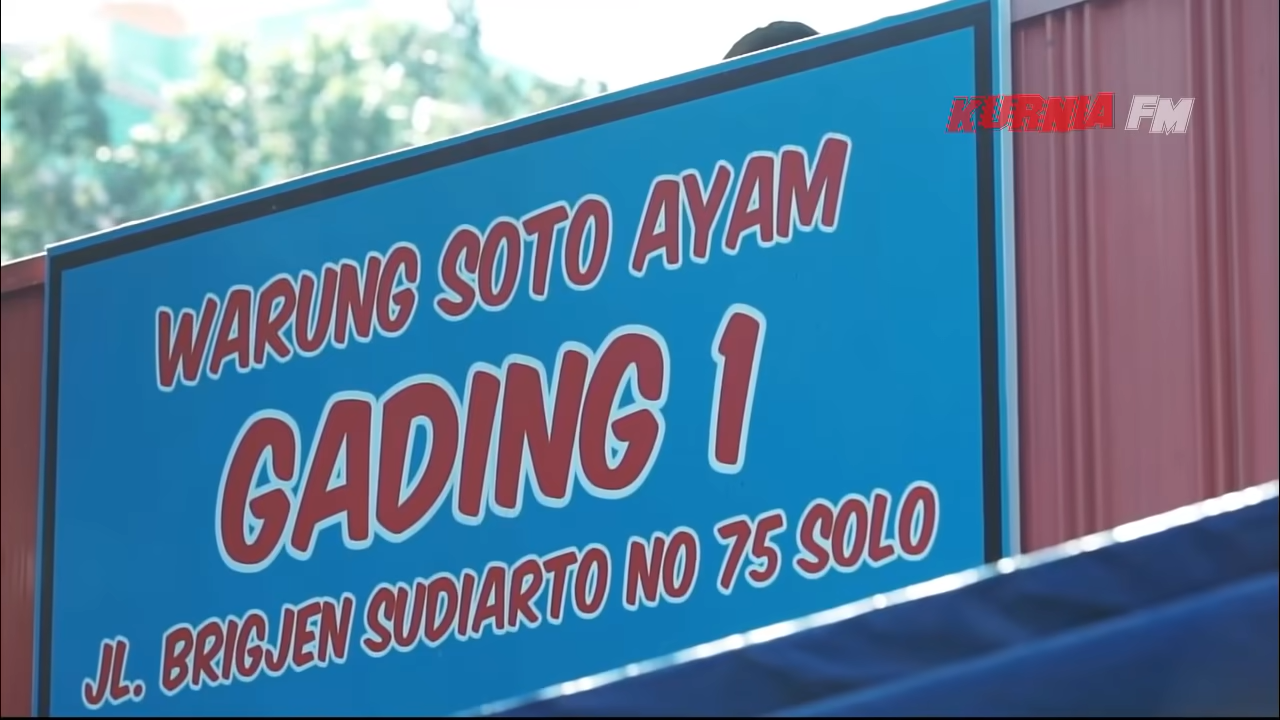 KURNIA FM
WARUNG SOTO AYAM
GADING 1
JL. BRIGJEN SUDIARTO NO 75 SOLO